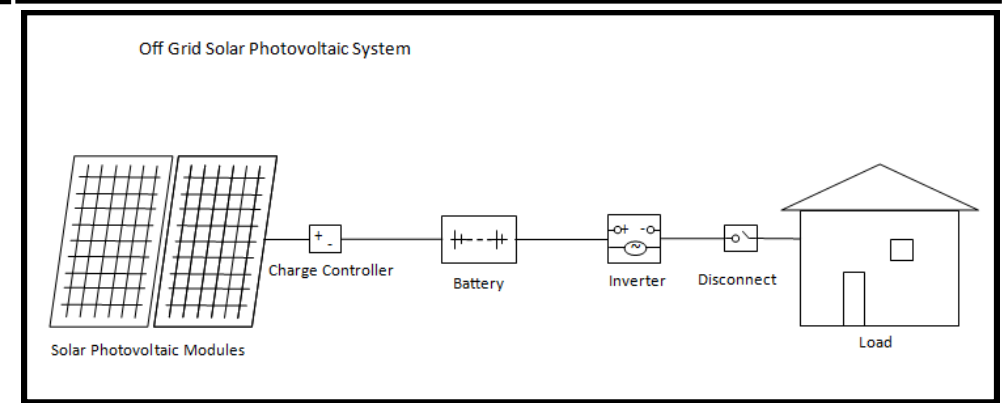 Off Grid Solar Photovoltaic System
+
-
Charge Controller
Battery
+ -
~
Inverter
Disconnect
Solar Photovoltaic Modules
Load